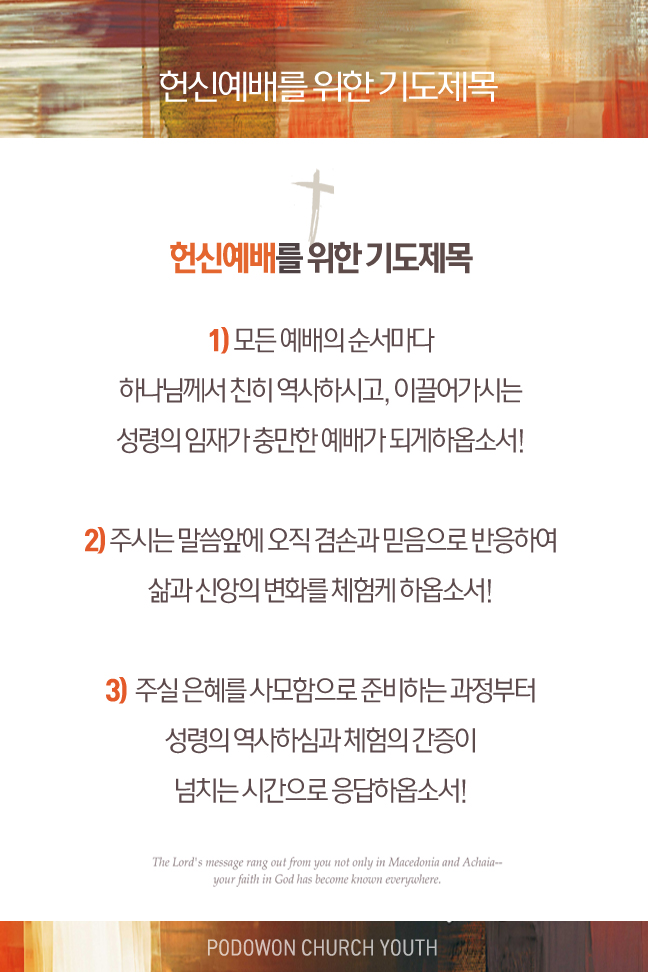 헌신예배를 위한 기도제목
헌신예배를 위한 기도제목
1) 모든 예배의 순서마다
하나님께서 친히 역사하시고, 이끌어가시는
성령의 임재가 충만한 예배가 되게하옵소서!
2) 주시는 말씀앞에 오직 겸손과 믿음으로 반응하여
삶과 신앙의 변화를 체험케 하옵소서!
3) 주실 은혜를 사모함으로 준비하는 과정부터
성령의 역사하심과 체험의 간증이
넘치는 시간으로 응답하옵소서!
The Lord's message rang out from you not only in Macedonia and Achaia--
your faith in God has become known everywhere.
PODOWON CHURCH YOUTH